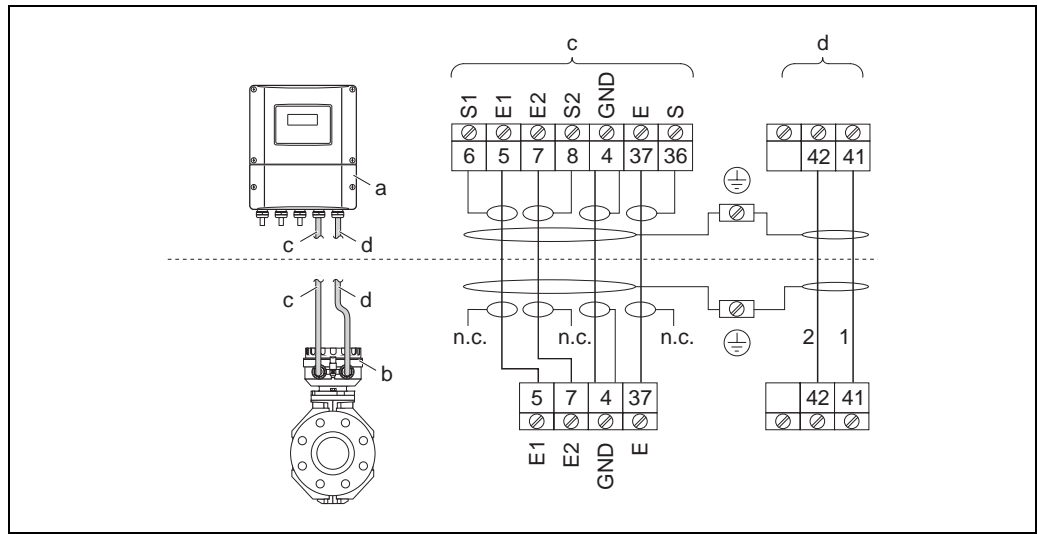 c d
S1 E1 E2 S2 GND E S
6 5 7 8 4 37 36 42 41
a
c d
c d
n.c. n.c. n.c. 2 1
b
5 7 4 37 42 41
E1 E2 GND E